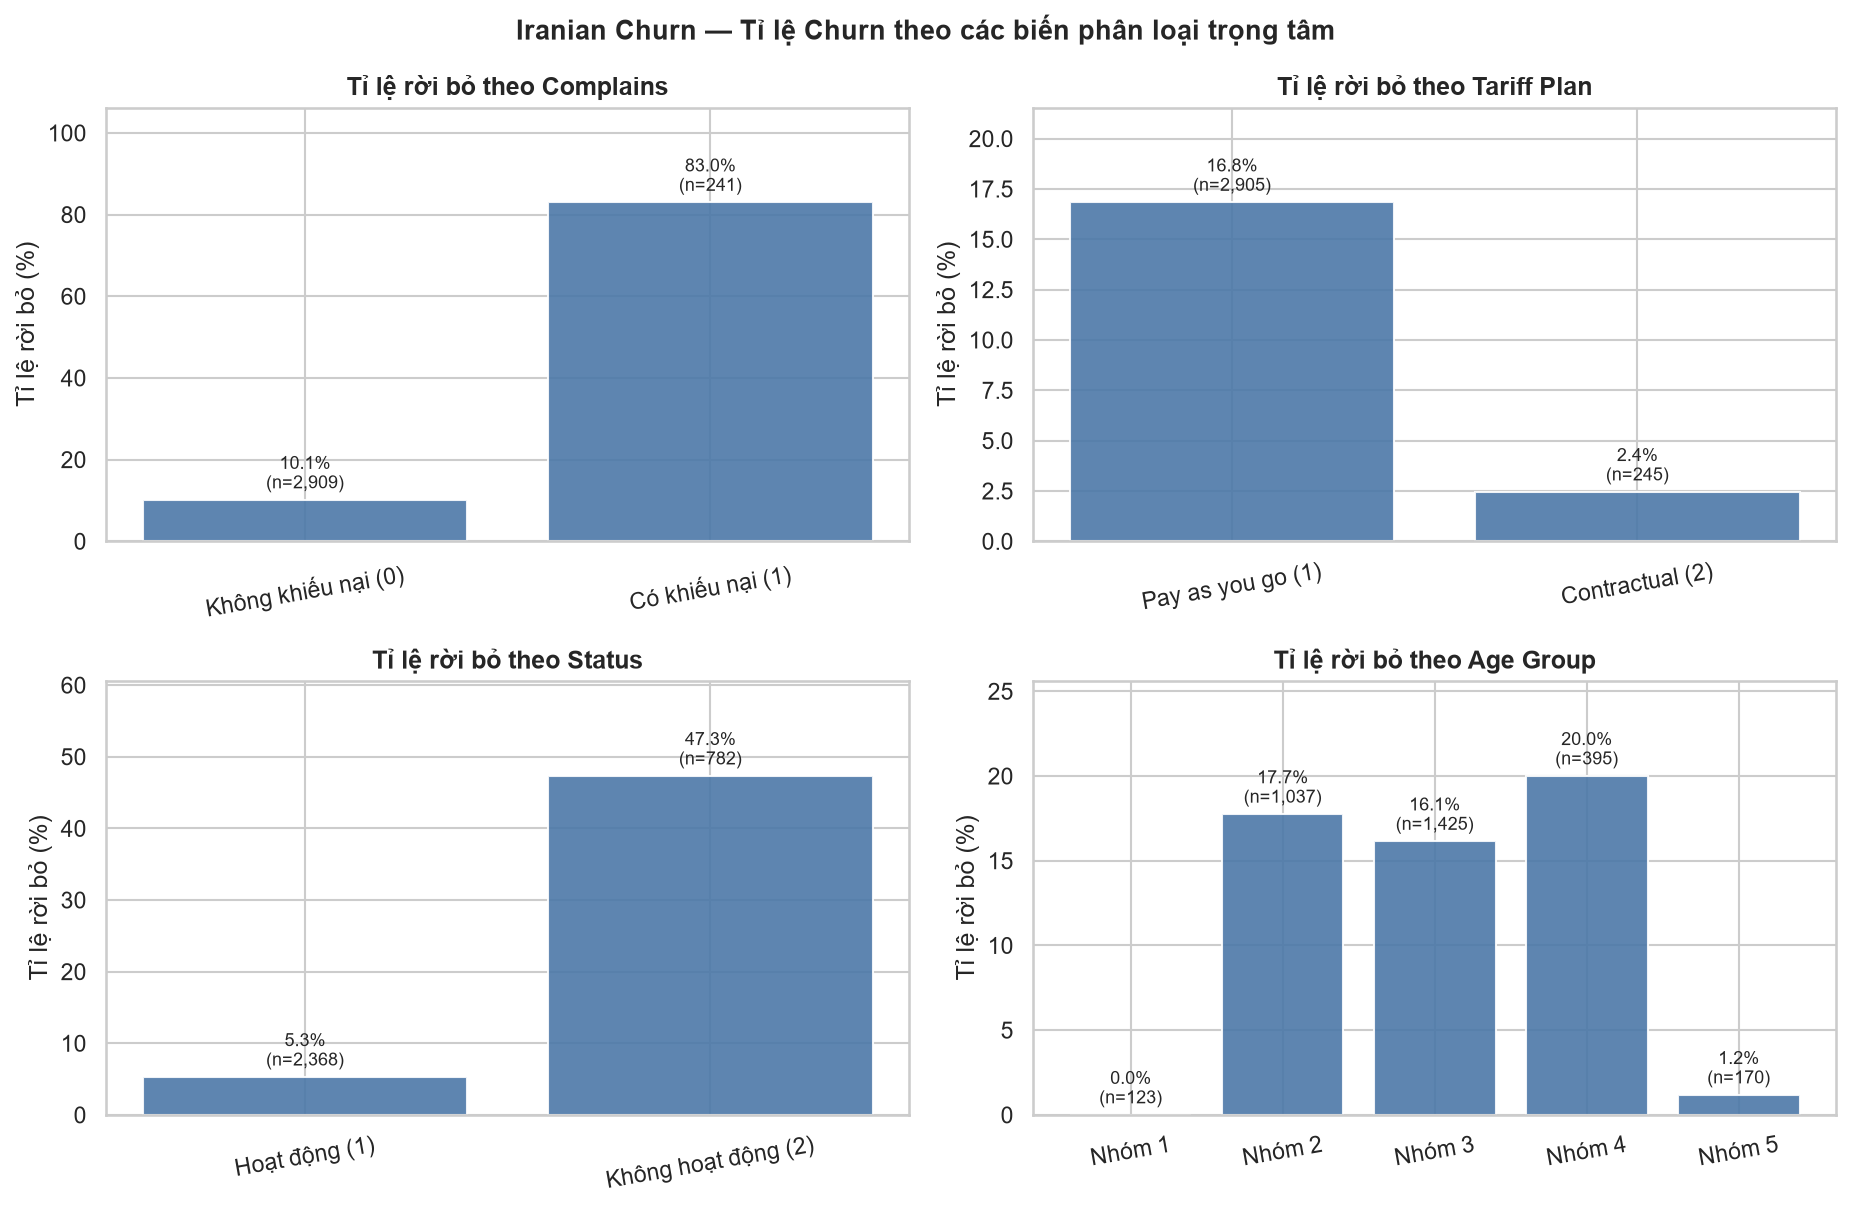 Iranian Churn — Tỉ lệ Churn theo các biến phân loại trọng tâm
Tỉ lệ rời bỏ theo Complains
Tỉ lệ rời bỏ (%)
100
80
60
40
20
0
10.1%
(n=2,909)
83.0%
(n=241)
Không khiếu nại (0)
Có khiếu nại (1)
Tỉ lệ rời bỏ theo Tariff Plan
Tỉ lệ rời bỏ (%)
20.0
17.5
15.0
12.5
10.0
7.5
5.0
2.5
0.0
16.8%
(n=2,905)
2.4%
(n=245)
Pay as you go (1)
Contractual (2)
Tỉ lệ rời bỏ theo Status
Tỉ lệ rời bỏ (%)
60
50
40
30
20
10
0
5.3%
(n=2,368)
47.3%
(n=782)
Hoạt động (1)
Không hoạt động (2)
Tỉ lệ rời bỏ theo Age Group
Tỉ lệ rời bỏ (%)
25
20
15
10
5
0
0.0%
(n=123)
17.7%
(n=1,037)
16.1%
(n=1,425)
20.0%
(n=395)
1.2%
(n=170)
Nhóm 1
Nhóm 2
Nhóm 3
Nhóm 4
Nhóm 5